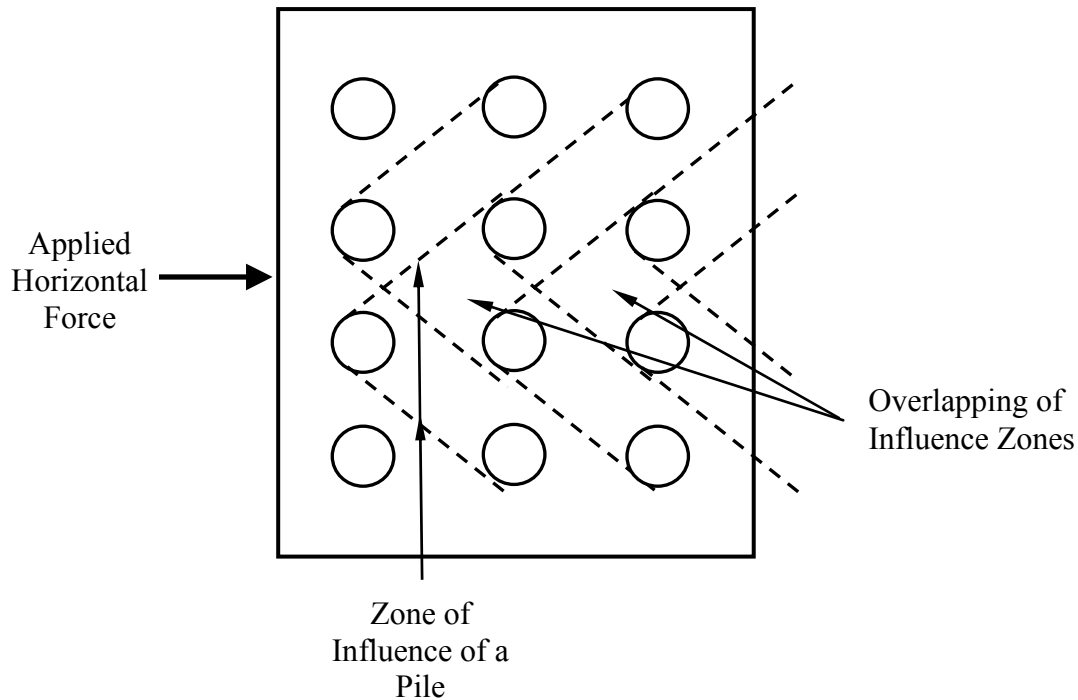 Applied
Horizontal
Force
Overlapping of
Influence Zones
Zone of
Influence of a
Pile